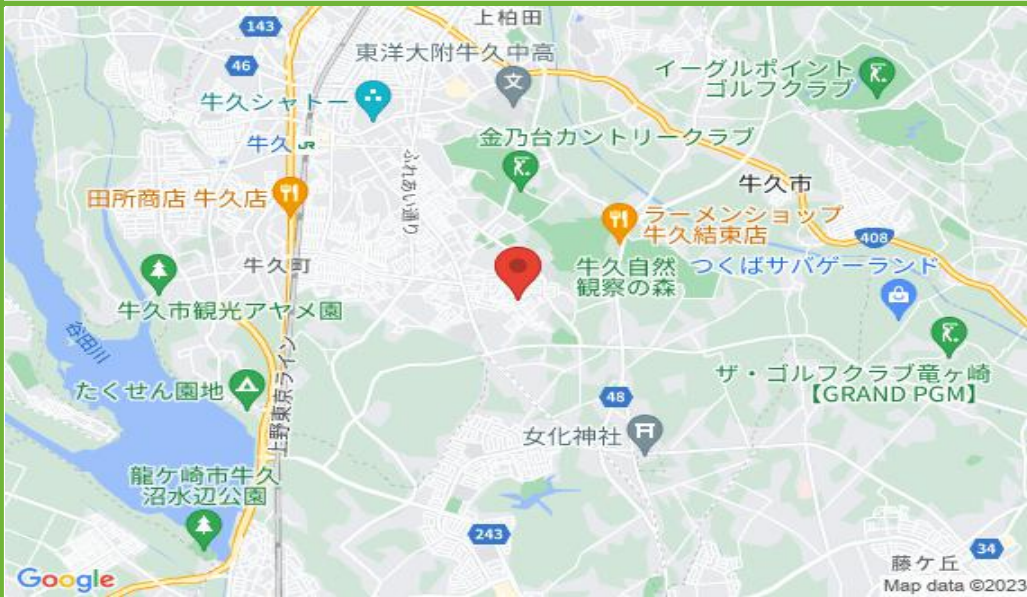 上柏田
143
46
東洋大附牛久中高
イーグルポイント
ゴルフクラブ
牛久シャトー
牛久
JR
金乃台カントリークラブ
ふれあい通り
田所商店 牛久店
牛久市
ラーメンショップ
牛久結束店
408
牛久町
牛久自然
観察の森
つくばサバゲーランド
牛久市観光アヤメ園
谷田川
ザ・ゴルフクラブ竜ヶ崎
【GRAND PGM】
たくせん園地
上野東京ライン
48
女化神社
龍ケ崎市牛久
沼水辺公園
243
34
藤ケ丘
Google
Map data ©2023